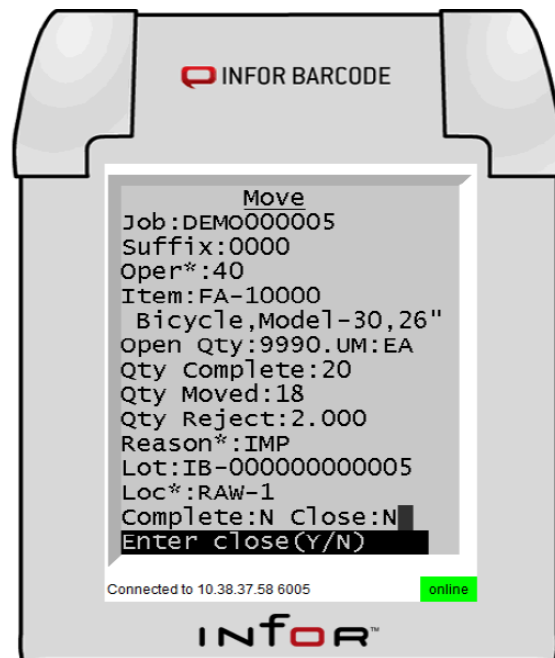 INFOR BARCODE
Move
Job:DEMO000005
Suffix:0000
Oper*:40
Item:FA-10000
Bicycle,Model-30,26"
Open Qty:9990.UM:EA
Qty Complete:20
Qty Moved:18
Qty Reject:2.000
Reason*:IMP
Lot:IB-000000000005
Loc*:RAW-1
Complete:N Close:N
Enter close(Y/N)
Connected to 10.38.37.58 6005 online
INFOR™